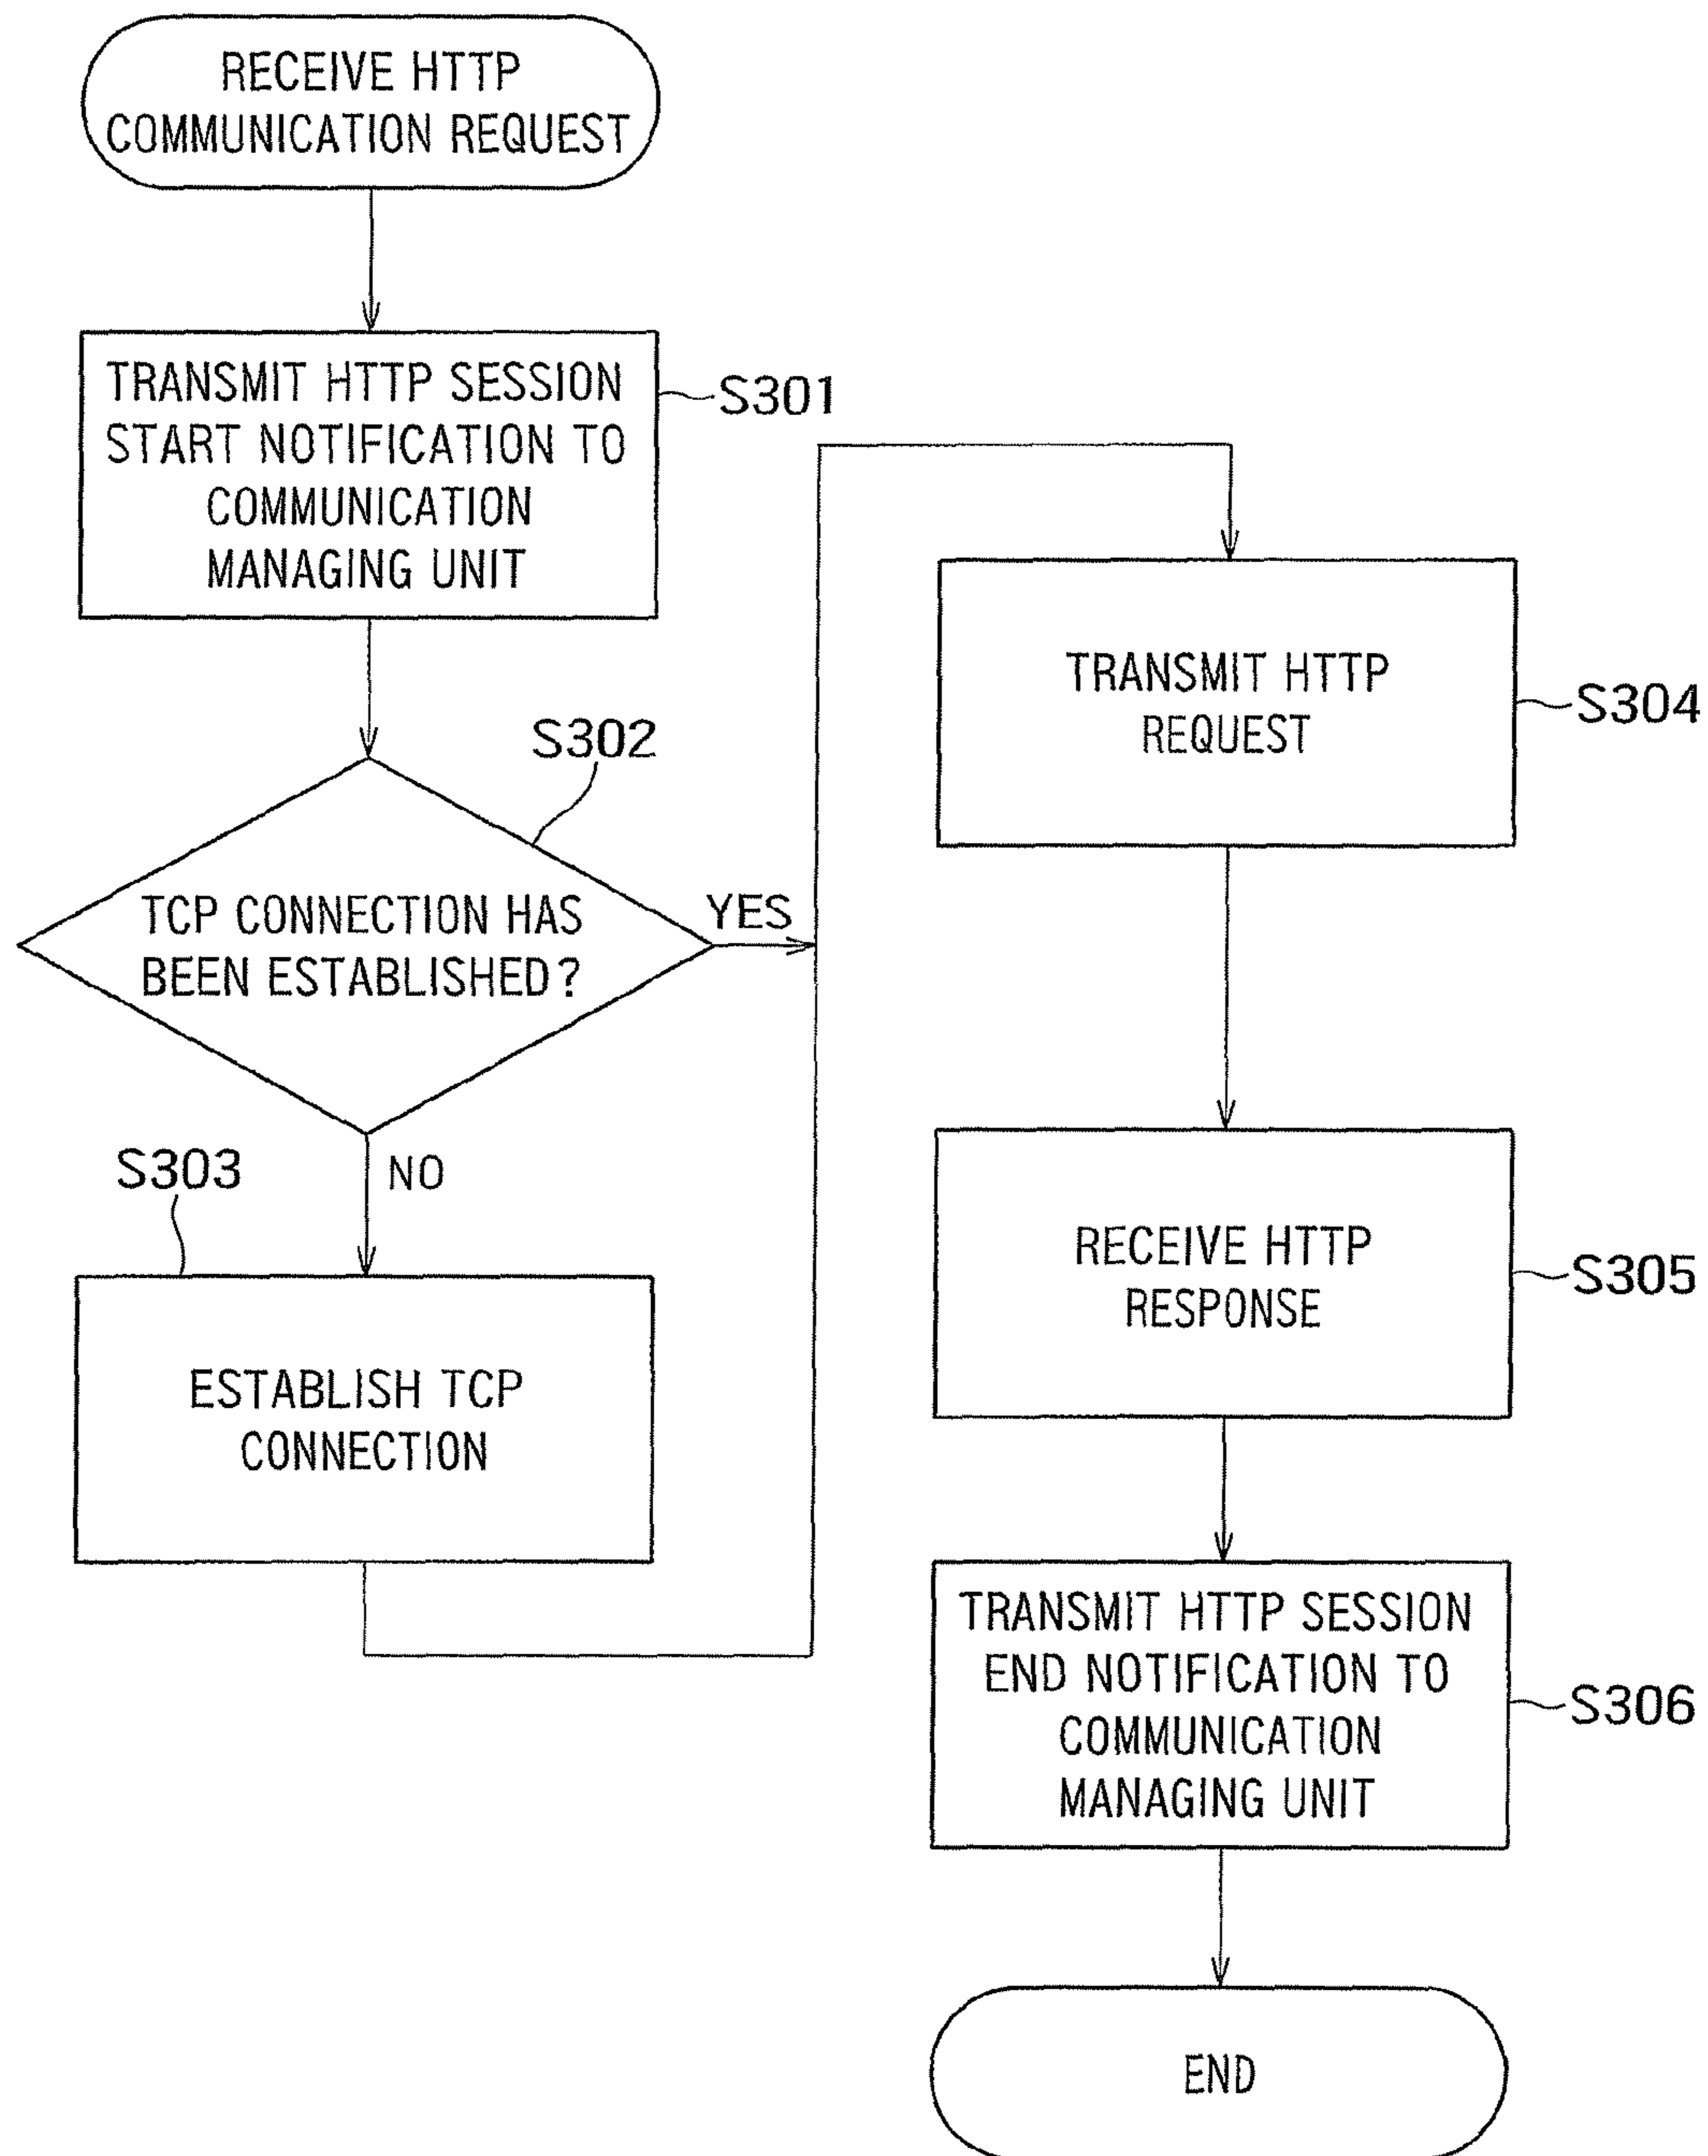 RECEIVE HTTP
COMMUNICATION REQUEST
TRANSMIT HTTP SESSION
START NOTIFICATION TO
COMMUNICATION
MANAGING UNIT
S301
S302
TCP CONNECTION HAS
BEEN ESTABLISHED?
YES
NO
S303
ESTABLISH TCP
CONNECTION
TRANSMIT HTTP
REQUEST
S304
RECEIVE HTTP
RESPONSE
S305
TRANSMIT HTTP SESSION
END NOTIFICATION TO
COMMUNICATION
MANAGING UNIT
S306
END